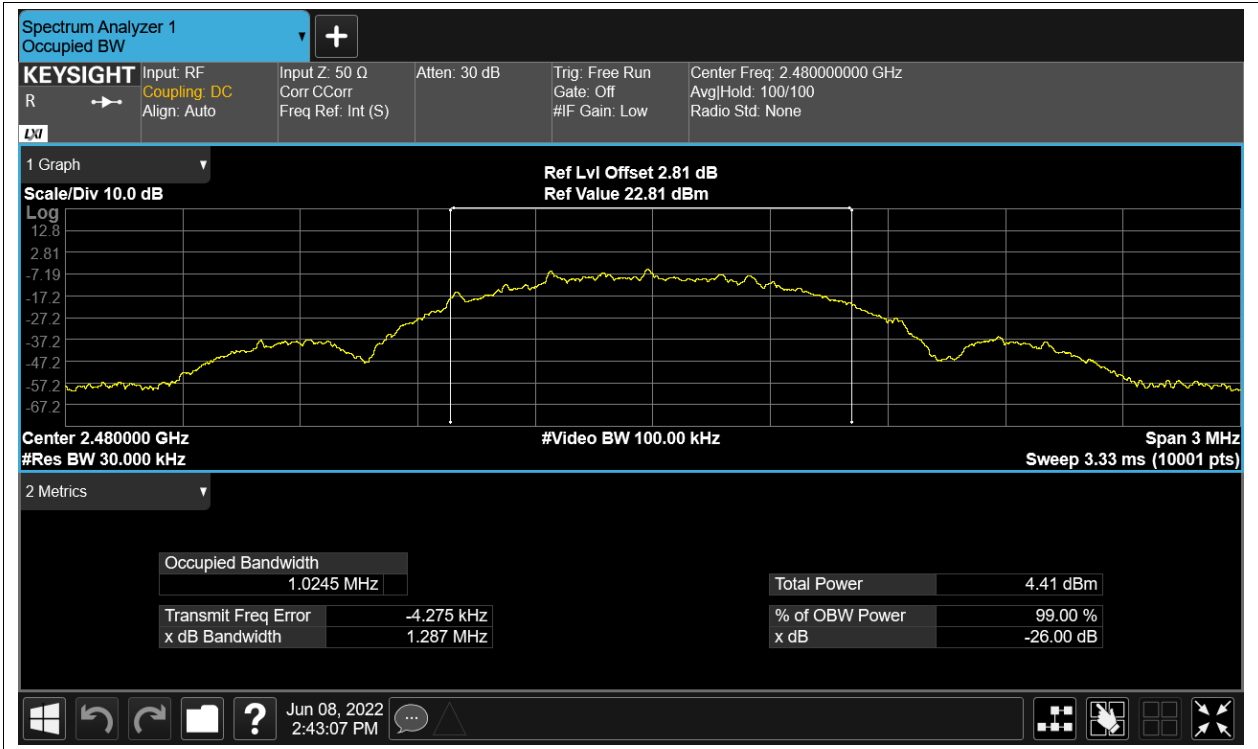 Spectrum Analyzer 1
Occupied BW
KEYSIGHT
R
LXI
Input: RF
Coupling: DC
Align: Auto
Input Z: 50 Ω
Corr CCorr
Freq Ref: Int (S)
Atten: 30 dB
Trig: Free Run
Gate: Off
#IF Gain: Low
Center Freq: 2.480000000 GHz
Avg|Hold: 100/100
Radio Std: None
1 Graph
Ref Lvl Offset 2.81 dB
Scale/Div 10.0 dB
Ref Value 22.81 dBm
Log
12.8
2.81
-7.19
-17.2
-27.2
-37.2
-47.2
-57.2
-67.2
Center 2.480000 GHz
#Video BW 100.00 kHz
Span 3 MHz
#Res BW 30.000 kHz
Sweep 3.33 ms (10001 pts)
2 Metrics
Occupied Bandwidth
1.0245 MHz
Transmit Freq Error -4.275 kHz
x dB Bandwidth 1.287 MHz
Total Power 4.41 dBm
% of OBW Power 99.00 %
x dB -26.00 dB
?
Jun 08, 2022
2:43:07 PM